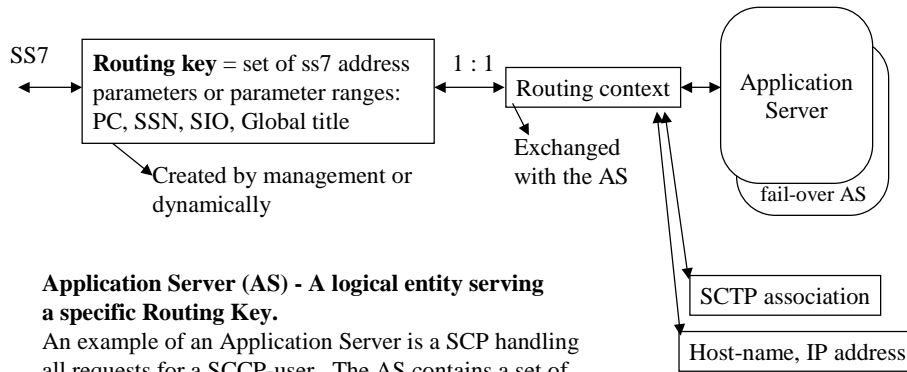 SS7
Routing key = set of ss7 address
parameters or parameter ranges:
PC, SSN, SIO, Global title
1 : 1
Routing context
Application
Server
fail-over AS
Created by management or
dynamically
Exchanged
with the AS
Application Server (AS) - A logical entity serving
a specific Routing Key.
An example of an Application Server is a SCP handling
all requests for a SCCP-user. The AS contains a set of
SCTP association
Host-name, IP address